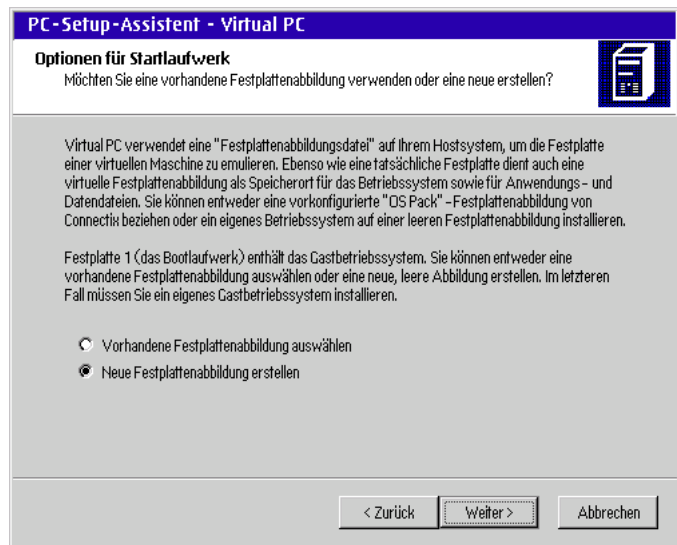 PC-Setup-Assistent - Virtual PC
Optionen für Startlaufwerk
Möchten Sie eine vorhandene Festplattenabbildung verwenden oder eine neue erstellen?
Virtual PC verwendet eine "Festplattenabbildungsdatei" auf Ihrem Hostsystem, um die Festplatte
einer virtuellen Maschine zu emulieren. Ebenso wie eine tatsächliche Festplatte dient auch eine
virtuelle Festplattenabbildung als Speicherort für das Betriebssystem sowie für Anwendungs- und
Datendateien. Sie können entweder eine vorkonfigurierte "OS Pack"-Festplattenabbildung von
Connectix beziehen oder ein eigenes Betriebssystem auf einer leeren Festplattenabbildung installieren.
Festplatte 1 (das Bootlaufwerk) enthält das Gastbetriebssystem. Sie können entweder eine
vorhandene Festplattenabbildung auswählen oder eine neue, leere Abbildung erstellen. Im letzteren
Fall müssen Sie ein eigenes Gastbetriebssystem installieren.
Vorhandene Festplattenabbildung auswählen
Neue Festplattenabbildung erstellen
< Zurück
Weiter >
Abbrechen